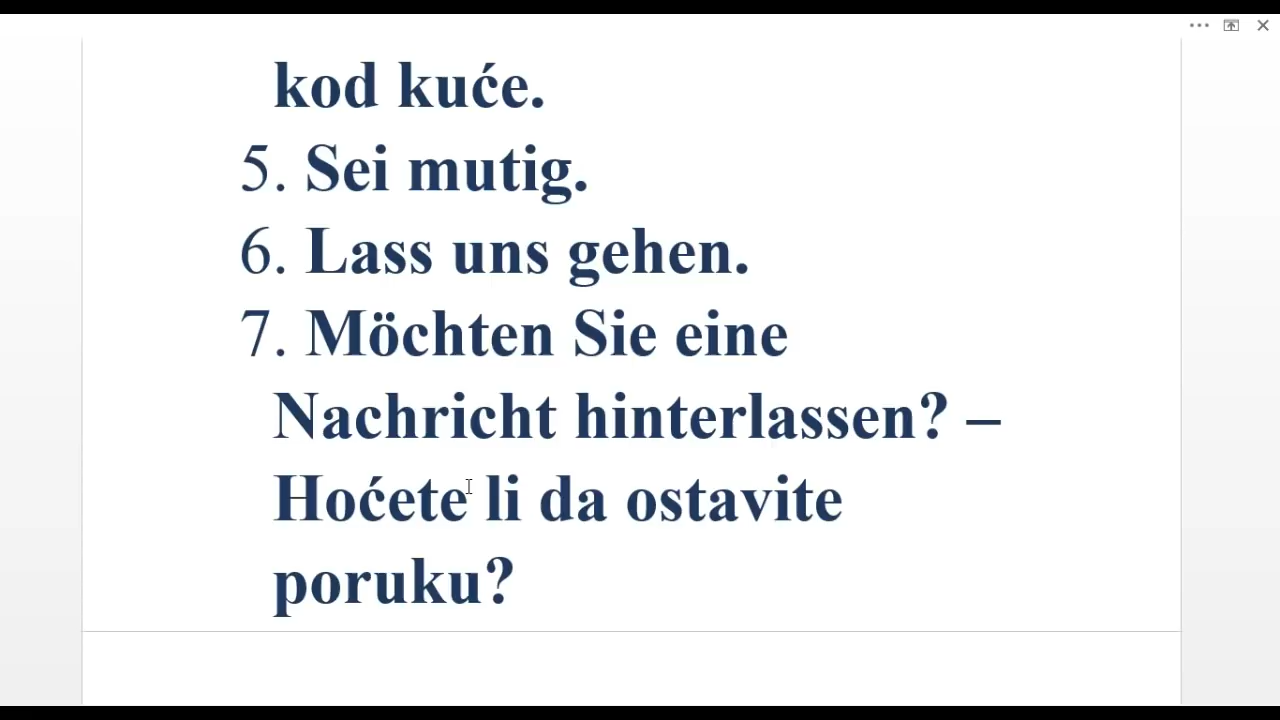 kod kuće.
5. Sei mutig.
6. Lass uns gehen.
7. Möchten Sie eine
Nachricht hinterlassen? –
Hoćete li da ostavite
poruku?